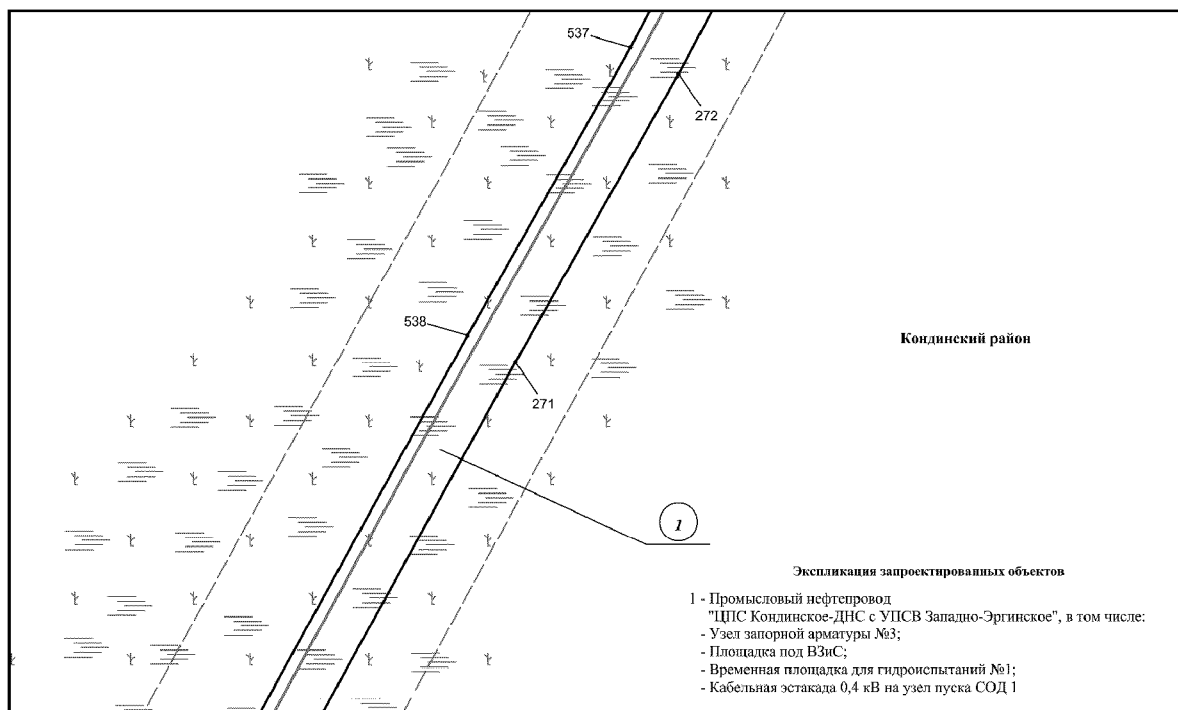 537
272
538
Кондинский район
271
1
Экспликация запроектированных объектов
1 - Промысловый нефтепровод
"ЦПС Кондинское-ДНС с УПСВ Западно-Эргинское", в том числе:
- Узел запорной арматуры №3;
- Площадка под ВЗиС;
- Временная площадка для гидроиспытаний №1;
- Кабельная эстакада 0,4 кВ на узел пуска СОД 1